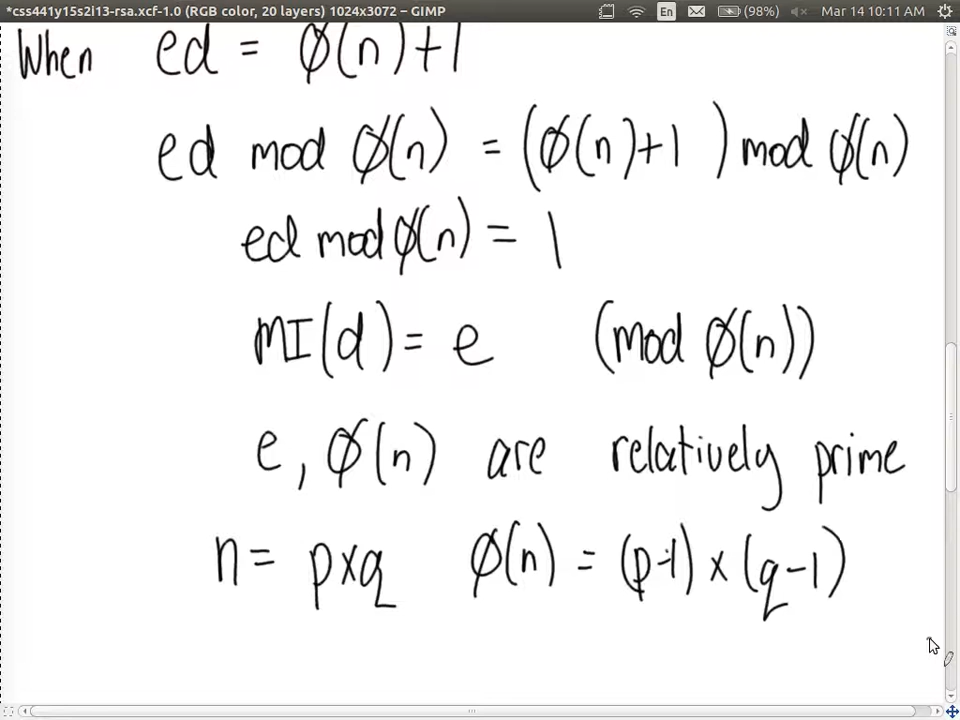 *css441y15s2i13-rsa.xcf-1.0 (RGB color, 20 layers) 1024x3072 – GIMP En (98%) Mar 14 10:11 AM
When ed = ϕ(n)+1
ed mod ϕ(n) = (ϕ(n)+1) mod ϕ(n)
ed mod ϕ(n) = 1
MI(d) = e (mod ϕ(n))
e, ϕ(n) are relatively prime
n = p×q ϕ(n) = (p-1) × (q-1)